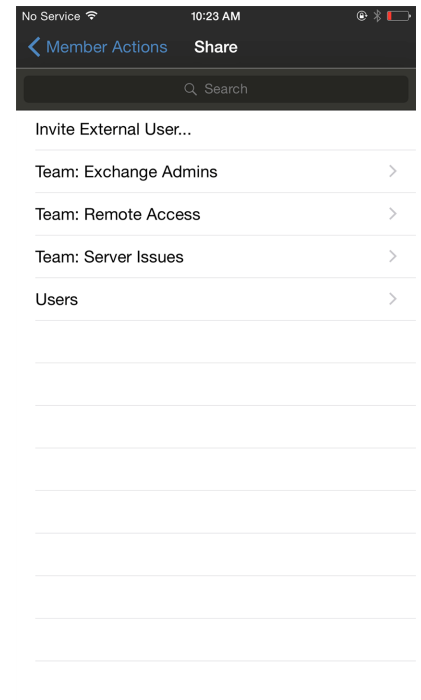 No Service 10:23 AM
Member Actions Share
Search
Invite External User...
Team: Exchange Admins
Team: Remote Access
Team: Server Issues
Users